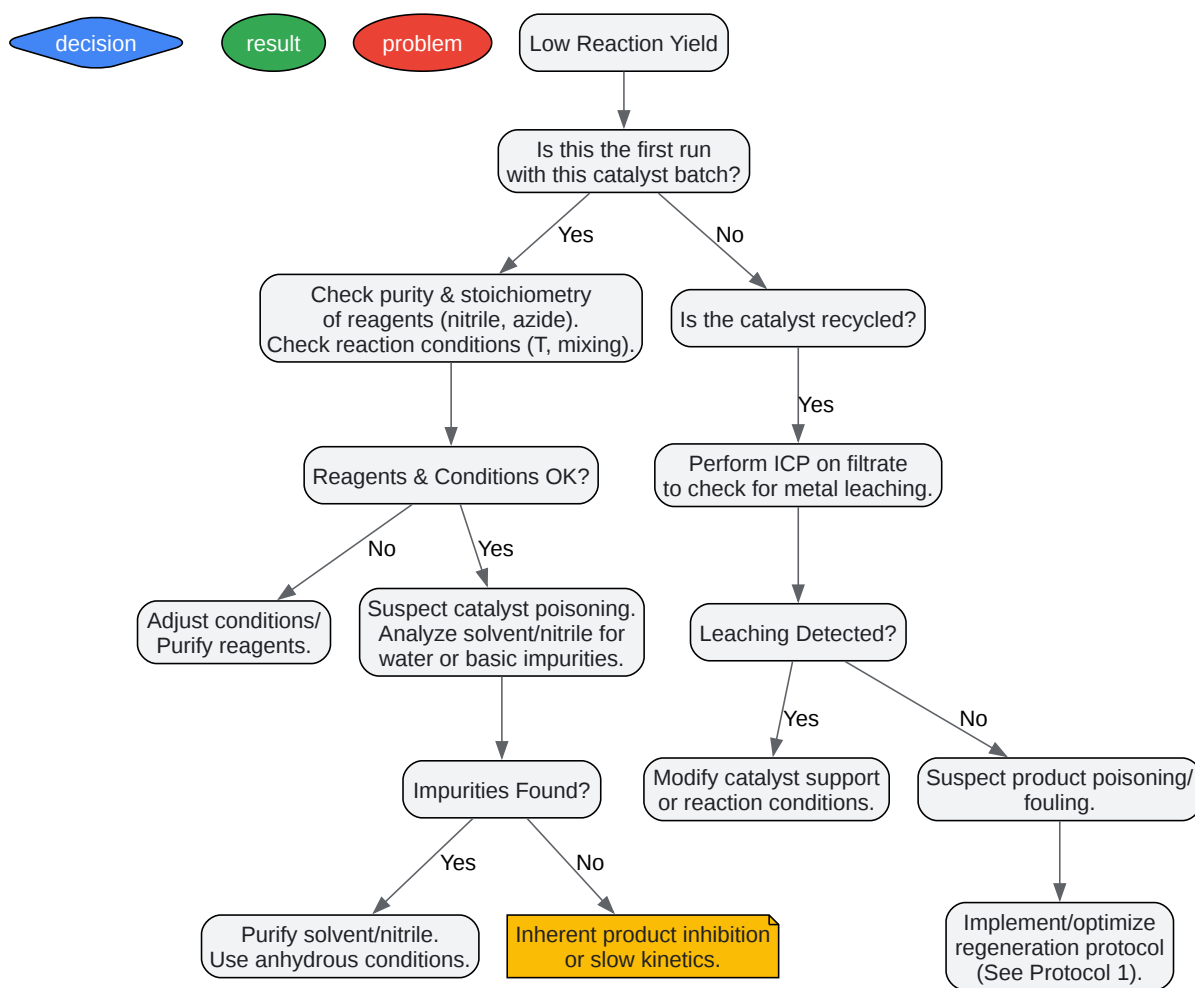 decision
result
problem
Low Reaction Yield
Is this the first run
with this catalyst batch?
Yes
No
Check purity & stoichiometry
of reagents (nitrile, azide).
Check reaction conditions (T, mixing).
Is the catalyst recycled?
Yes
Reagents & Conditions OK?
Perform ICP on filtrate
to check for metal leaching.
No
Yes
Adjust conditions/
Purify reagents.
Suspect catalyst poisoning.
Analyze solvent/nitrile for
water or basic impurities.
Leaching Detected?
Yes
No
Impurities Found?
Modify catalyst support
or reaction conditions.
Suspect product poisoning/
fouling.
Yes
No
Purify solvent/nitrile.
Use anhydrous conditions.
Inherent product inhibition
or slow kinetics.
Implement/optimize
regeneration protocol
(See Protocol 1).